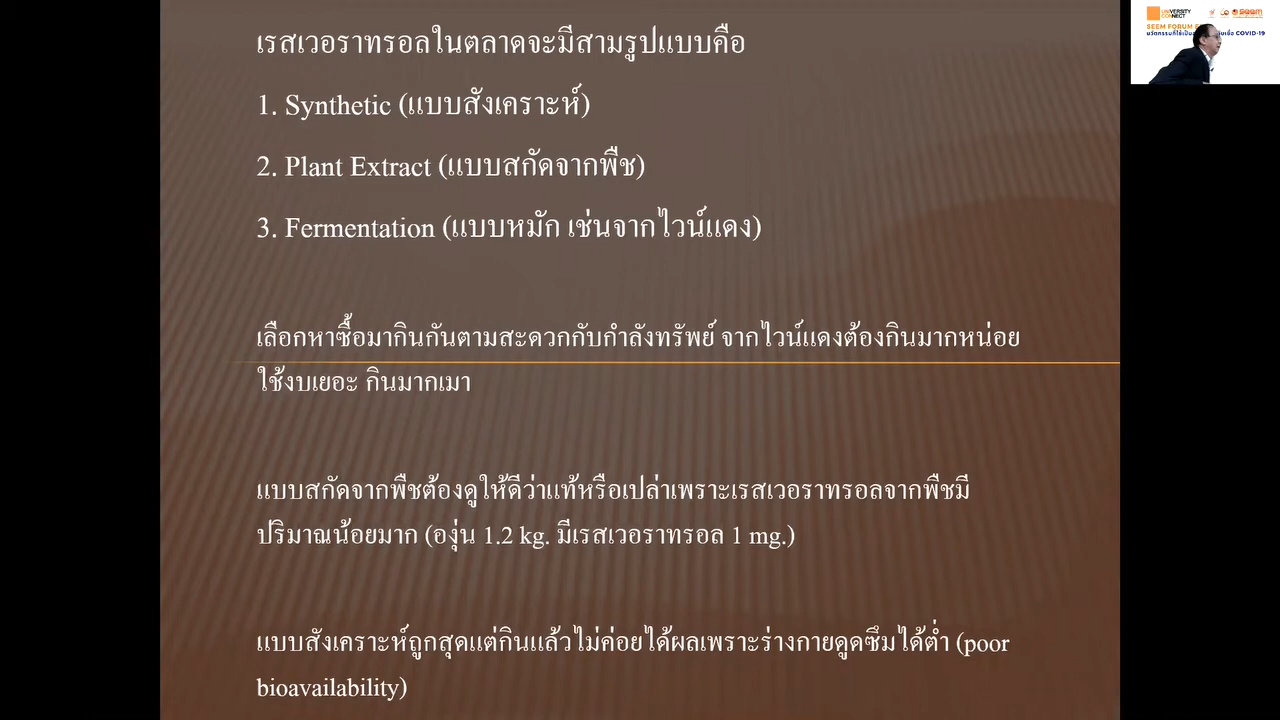 เรสเวอราทรอลในตลาดจะมีสามรูปแบบคือ
1. Synthetic (แบบสังเคราะห์)
2. Plant Extract (แบบสกัดจากพืช)
3. Fermentation (แบบหมัก เช่นจากไวน์แดง)
เลือกหาซื้อมากินกันตามสะดวกกับกำลังทรัพย์ จากไวน์แดงต้องกินมากหน่อย
ใช้งบเยอะ กินมากเมา
แบบสกัดจากพืชต้องดูให้ดีว่าแท้หรือเปล่าเพราะเรสเวอราทรอลจากพืชมี
ปริมาณน้อยมาก (องุ่น 1.2 kg. มีเรสเวอราทรอล 1 mg.)
แบบสังเคราะห์ถูกสุดแต่กินแล้วไม่ค่อยได้ผลเพราะร่างกายดูดซึมได้ต่ำ (poor
bioavailability)
UNIVERSITY
CONNECT
SEEM
SEEM FORUM
COVID-19